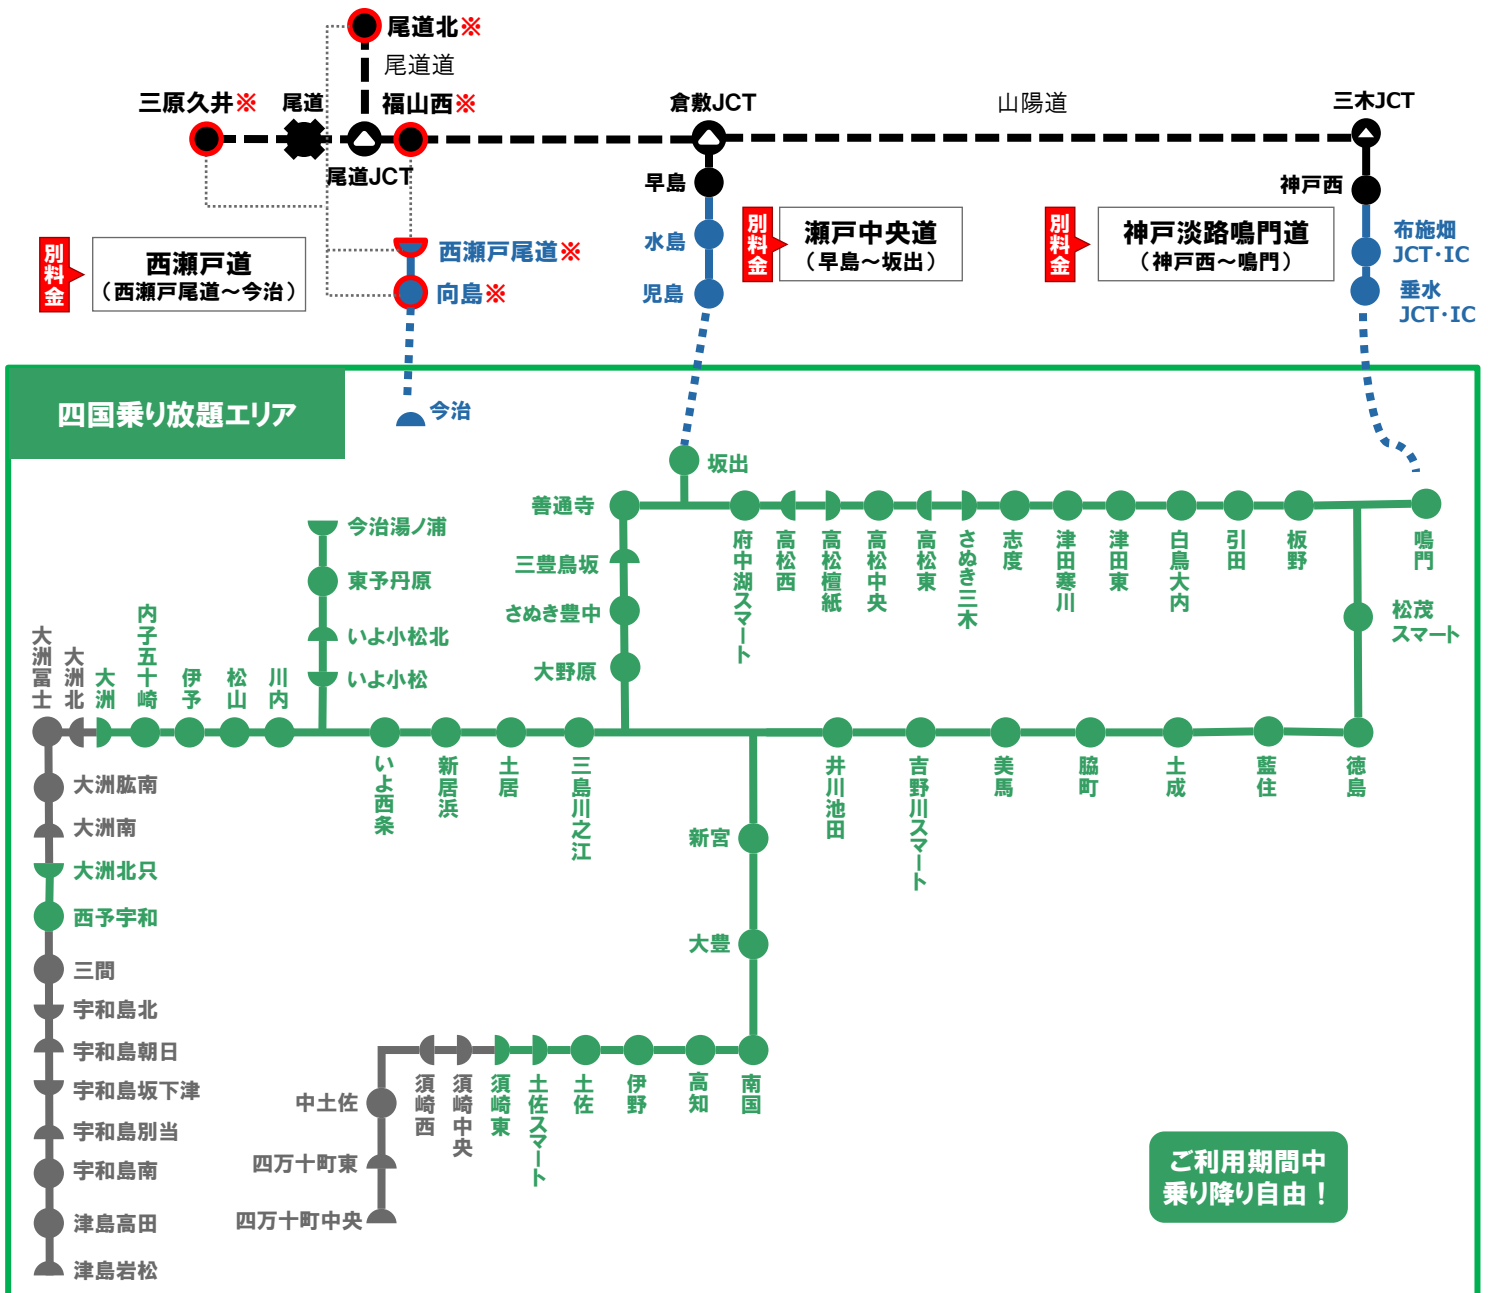 尾道北※
尾道道
三原久井※
尾道
福山西※
尾道JCT
倉敷JCT
山陽道
三木JCT
早島
神戸西
別料金
西瀬戸道
（西瀬戸尾道～今治）
西瀬戸尾道※
向島※
水島
児島
別料金
瀬戸中央道
（早島～坂出）
別料金
神戸淡路鳴門道
（神戸西～鳴門）
布施畑
JCT・IC
垂水
JCT・IC
四国乗り放題エリア
今治
坂出
善通寺
三豊鳥坂
さぬき豊中
大野原
府中湖スマート
高松西
高松檀紙
高松中央
高松東
さぬき三木
志度
津田寒川
津田東
白鳥大内
引田
板野
鳴門
松茂
スマート
今治湯ノ浦
東予丹原
いよ小松北
いよ小松
大洲冨士
大洲北
大洲
内子五十崎
伊予
松山
川内
いよ西条
新居浜
土居
三島川之江
井川池田
吉野川スマート
美馬
脇町
土成
藍住
徳島
大洲肱南
大洲南
大洲北只
西予宇和
三間
宇和島北
宇和島朝日
宇和島坂下津
宇和島別当
宇和島南
津島高田
津島岩松
新宮
大豊
南国
高知
伊野
土佐
土佐スマート
須崎東
須崎中央
須崎西
中土佐
四万十町東
四万十町中央
ご利用期間中
乗り降り自由！